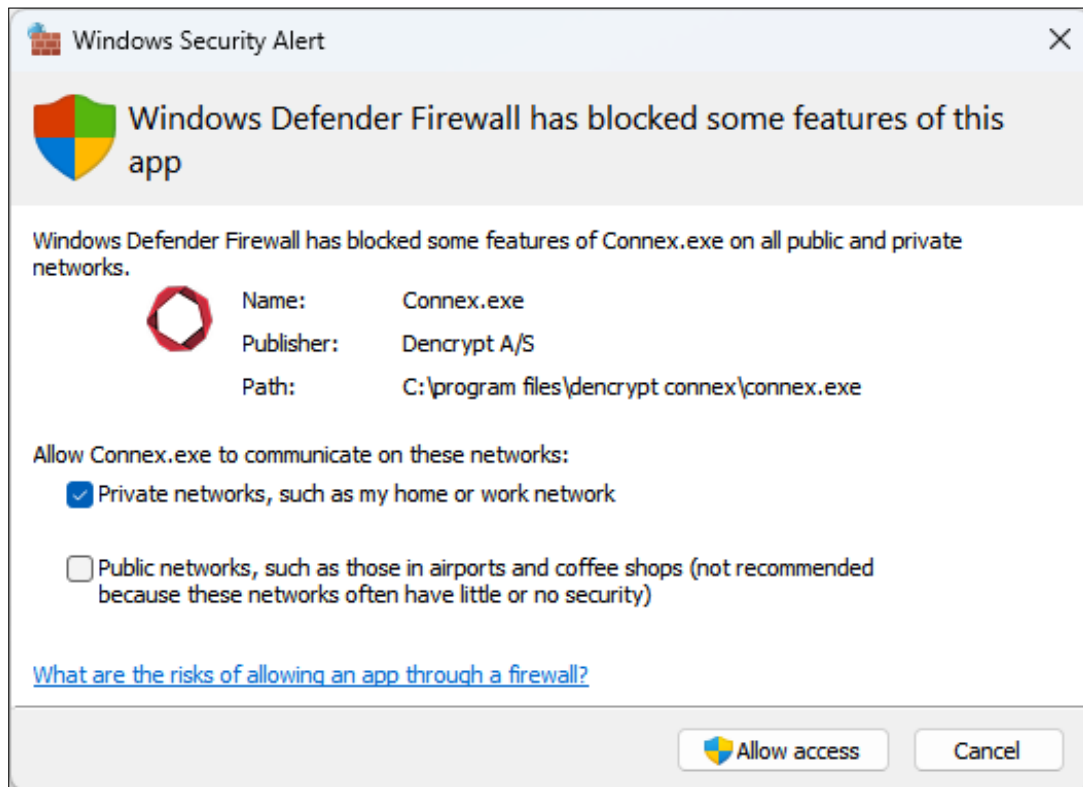 Windows Security Alert
Windows Defender Firewall has blocked some features of this
app
Windows Defender Firewall has blocked some features of Connex.exe on all public and private
networks.
Name: Connex.exe
Publisher: Dencrypt A/S
Path: C:\program files\dencrypt connex\connex.exe
Allow Connex.exe to communicate on these networks:
Private networks, such as my home or work network
Public networks, such as those in airports and coffee shops (not recommended
because these networks often have little or no security)
What are the risks of allowing an app through a firewall?
Allow access Cancel